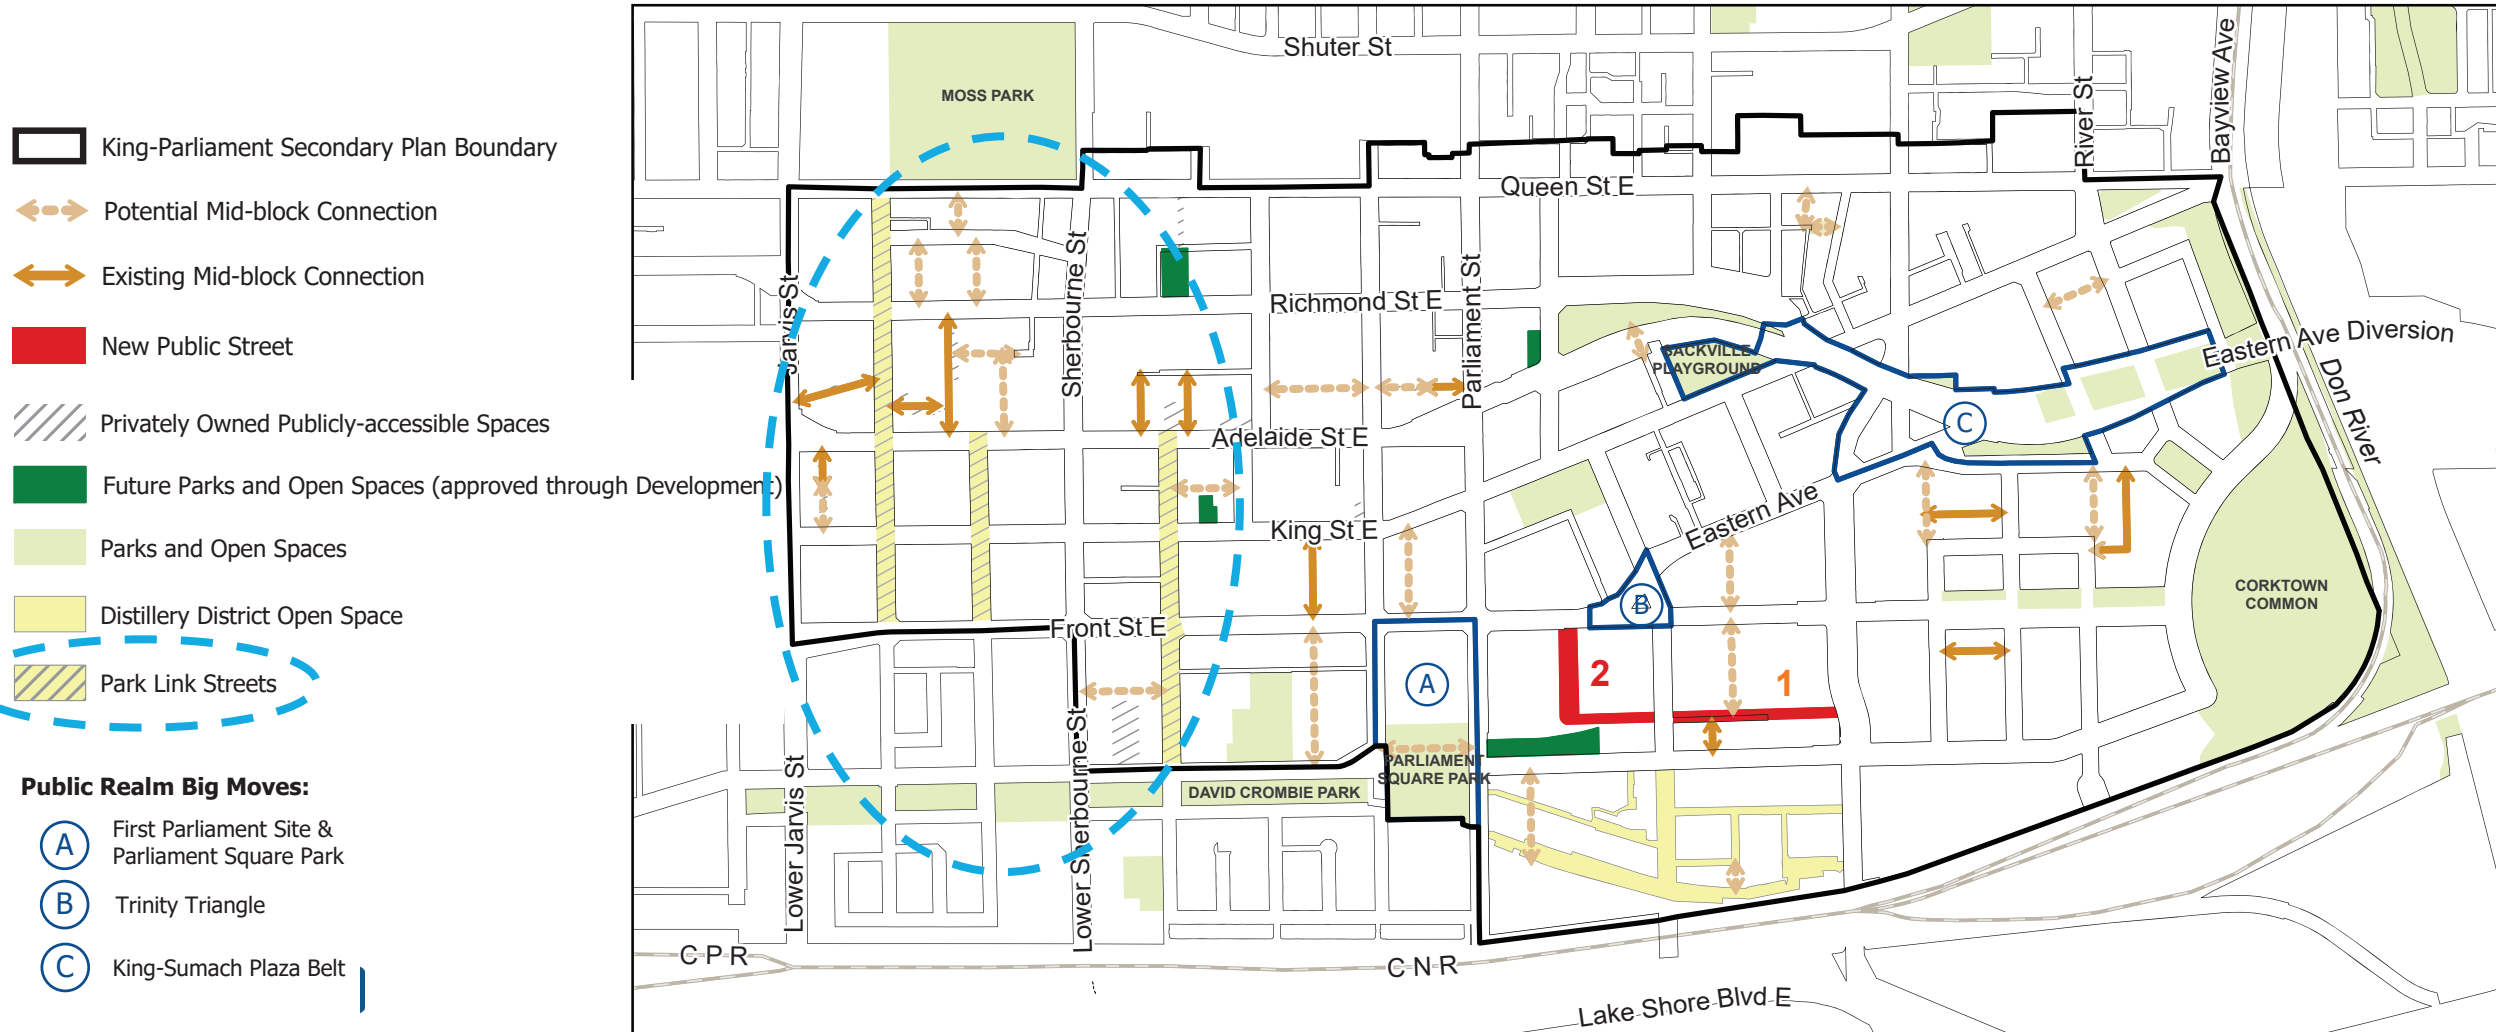 King-Parliament Secondary Plan Boundary
Potential Mid-block Connection
Existing Mid-block Connection
New Public Street
Privately Owned Publicly-accessible Spaces
Future Parks and Open Spaces (approved through Development)
Parks and Open Spaces
Distillery District Open Space
Park Link Streets
Public Realm Big Moves:
A
First Parliament Site &
Parliament Square Park
B
Trinity Triangle
C
King-Sumach Plaza Belt
Shuter St
MOSS PARK
River St
Bayview Ave
Queen St E
Jarvis St
Sherbourne St
Richmond St E
Parliament St
SACKVILLE
PLAYGROUND
Eastern Ave Diversion
Don River
C
Adelaide St E
King St E
Eastern Ave
B
CORKTOWN
COMMON
Front St E
A
2
1
PARLIAMENT
SQUARE PARK
DAVID CROMBIE PARK
Lower Jarvis St
Lower Sherbourne St
C P R
C N R
Lake Shore Blvd E